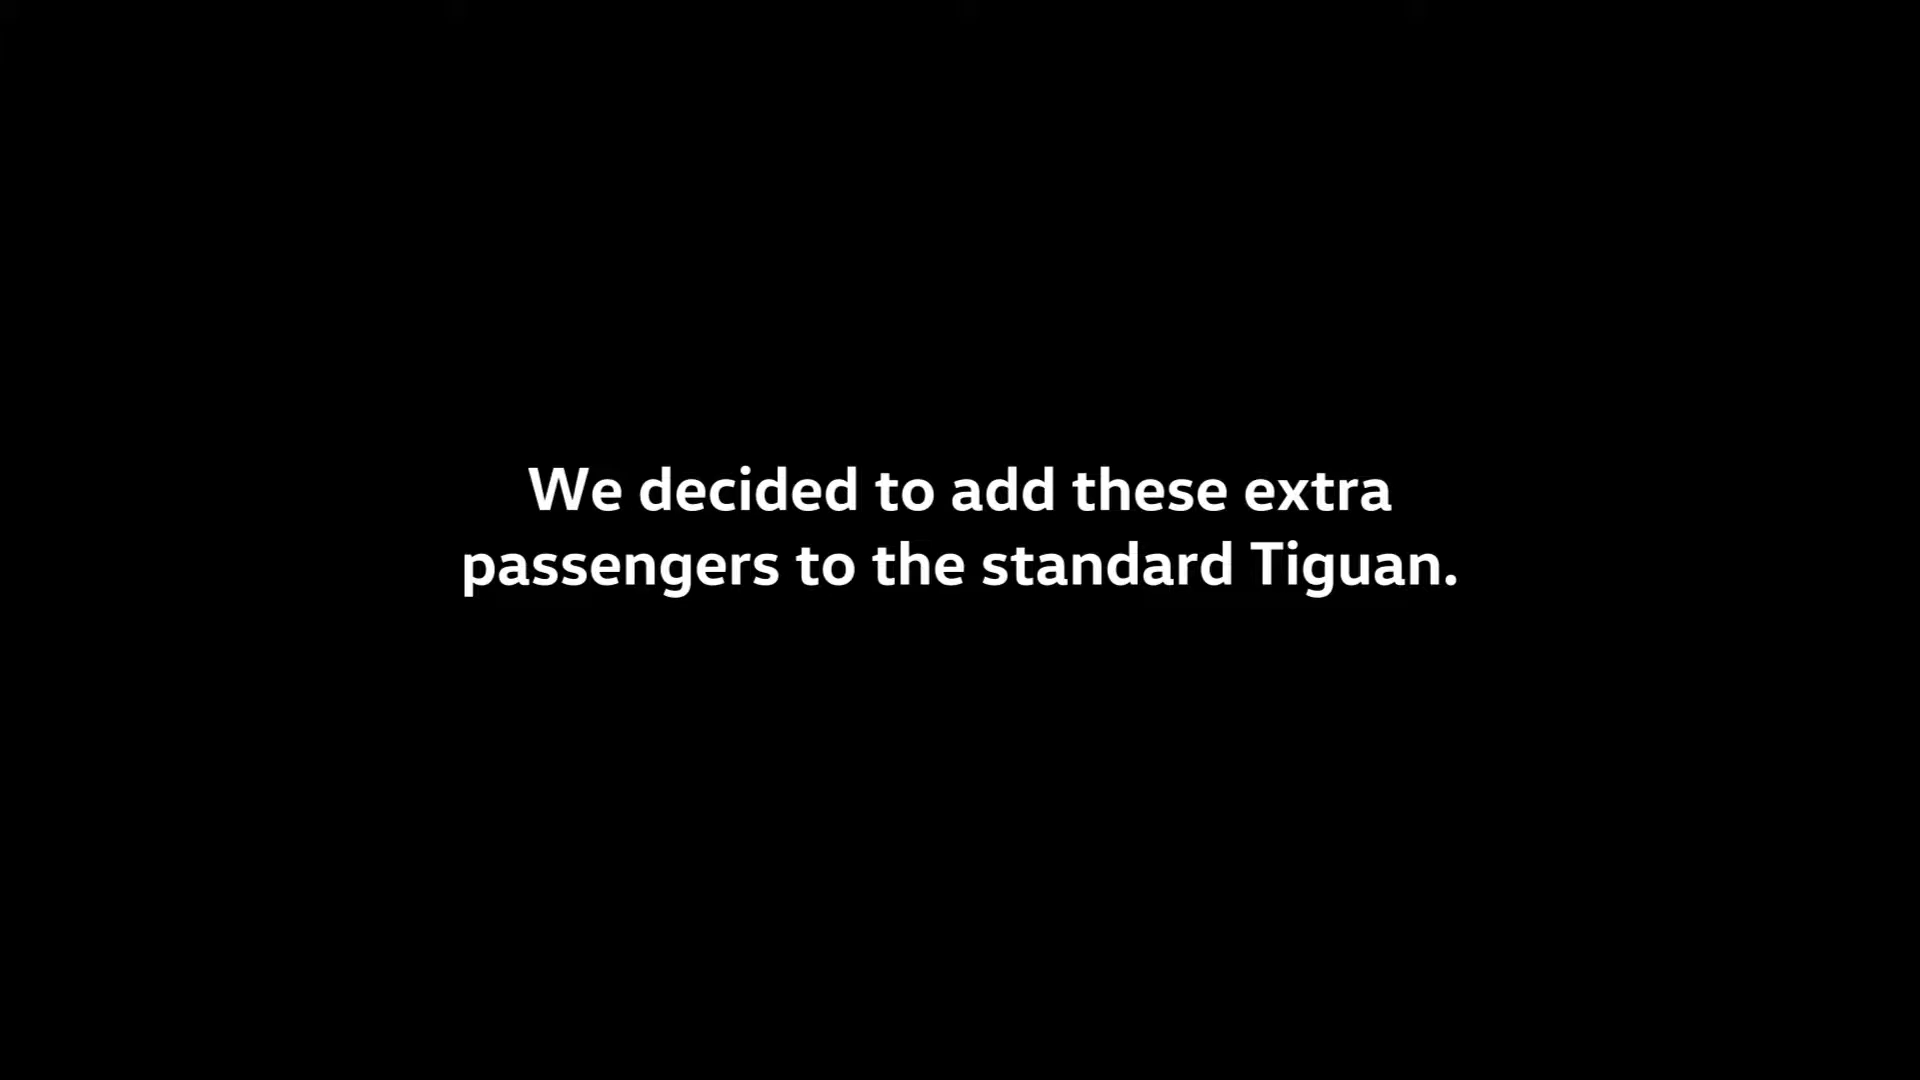 We decided to add these extra
passengers to the standard Tiguan.